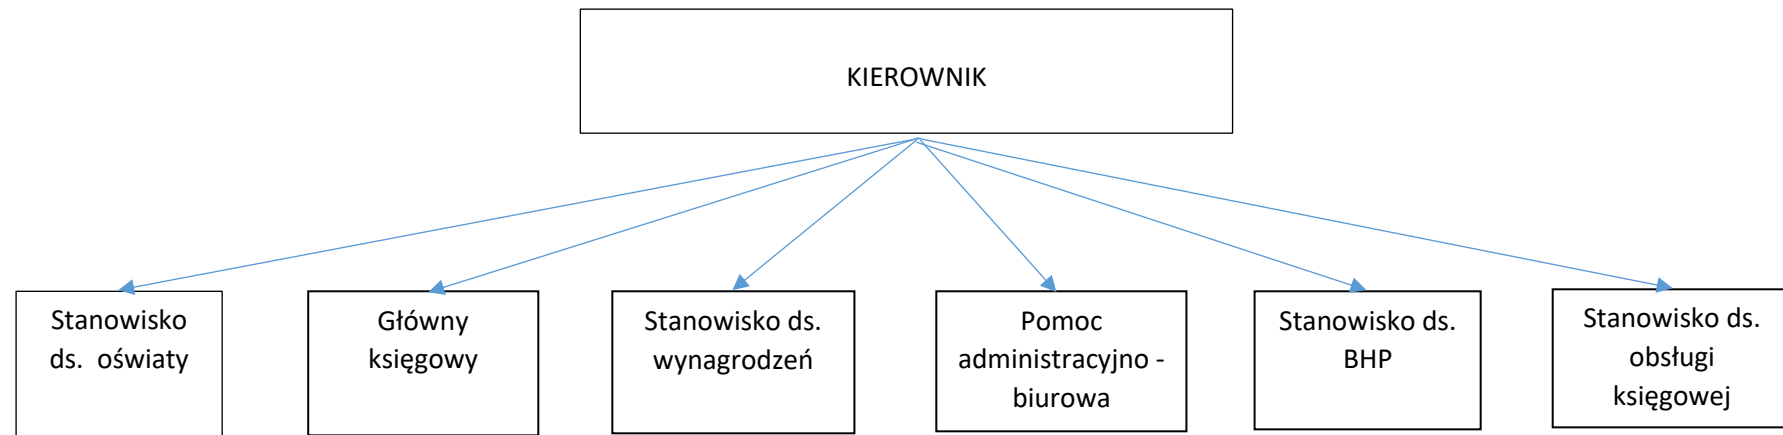 KIEROWNIK
Stanowisko
ds.  oświaty
Główny
księgowy
Stanowisko ds.
wynagrodzeń
Pomoc
administracyjno -
biurowa
Stanowisko ds.
BHP
Stanowisko ds.
obsługi
księgowej